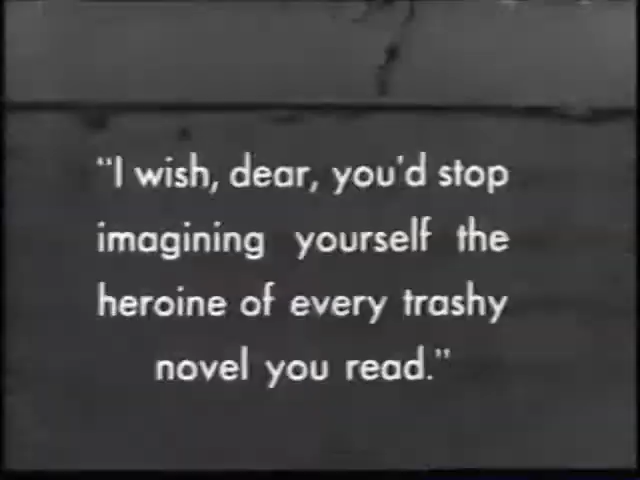 "I wish, dear, you'd stop
imagining yourself the
heroine of every trashy
novel you read."